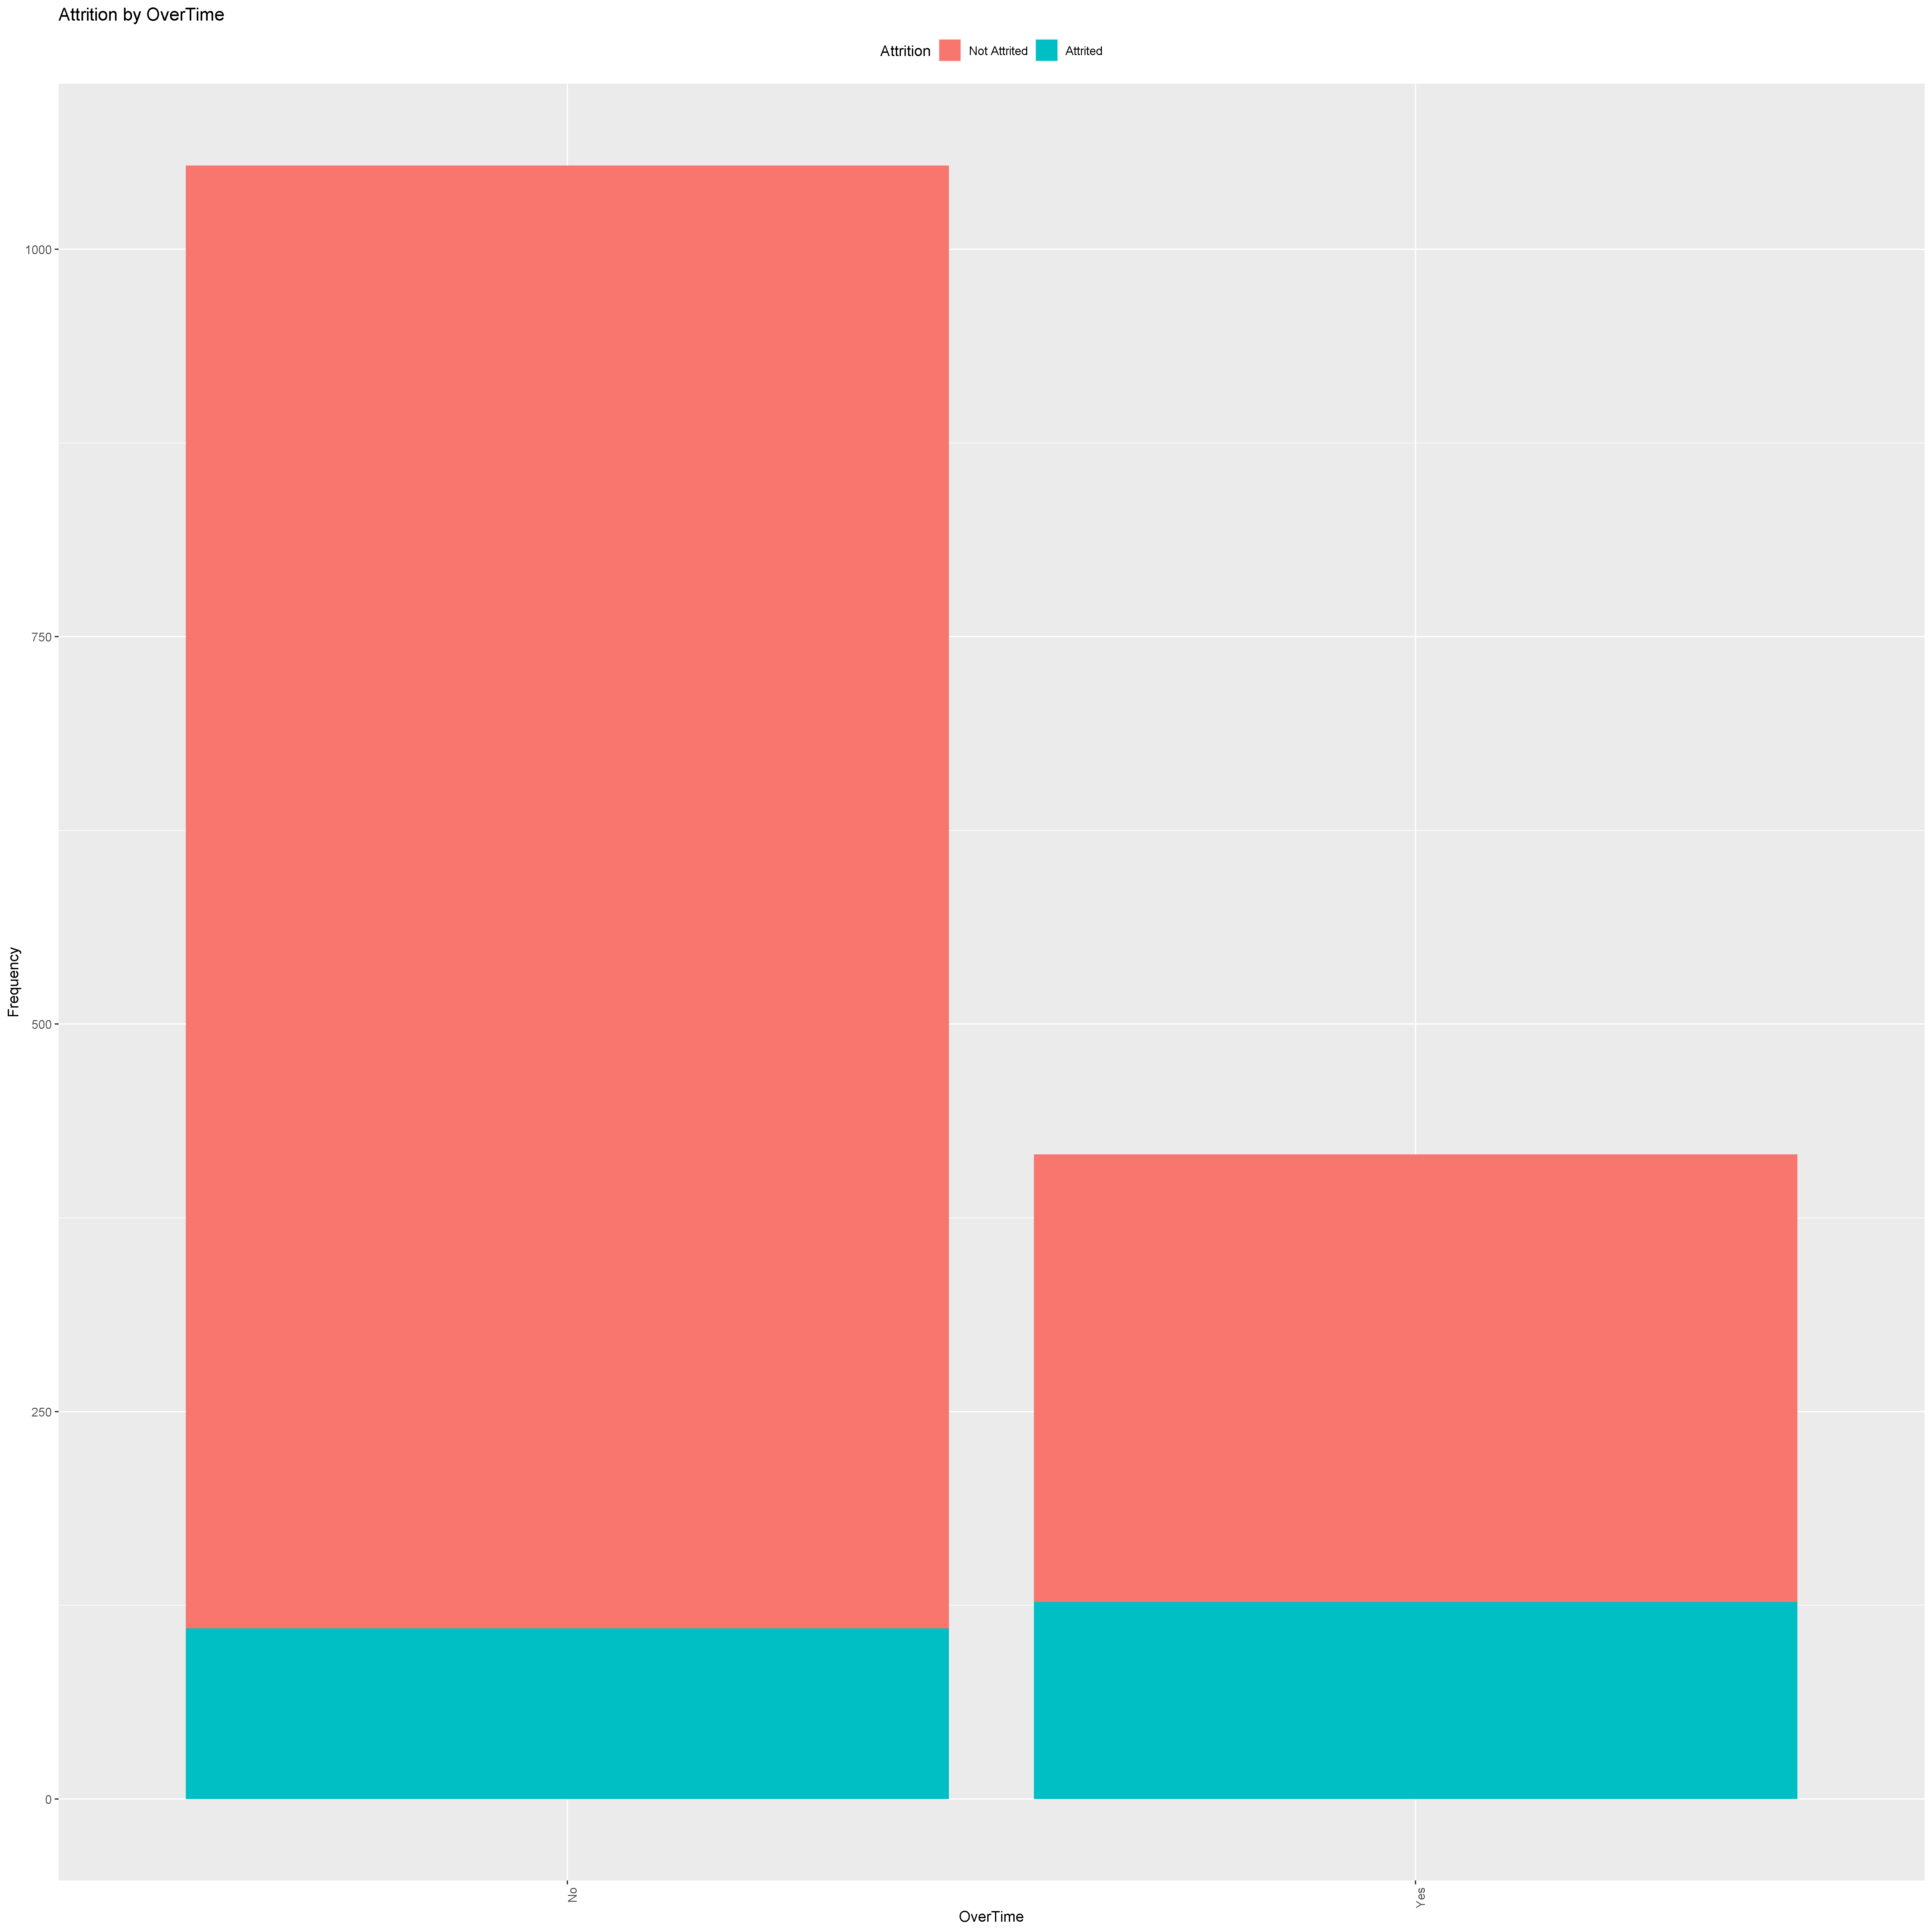 Attrition by OverTime
Attrition Not Attrited Attrited
1000
750
500
250
0
Frequency
No Yes
OverTime